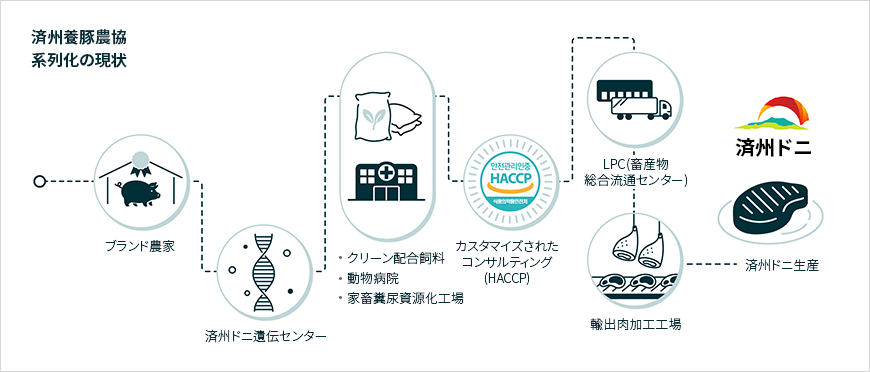 済州養豚農協
系列化の現状
ブランド農家
済州ドニ遺伝センター
・クリーン配合飼料
・動物病院
・家畜糞尿資源化工場
안전관리인증
HACCP
식품의약품안전처
カスタマイズされた
コンサルティング
(HACCP)
LPC(畜産物
総合流通センター)
輸出肉加工工場
済州ドニ
済州ドニ生産